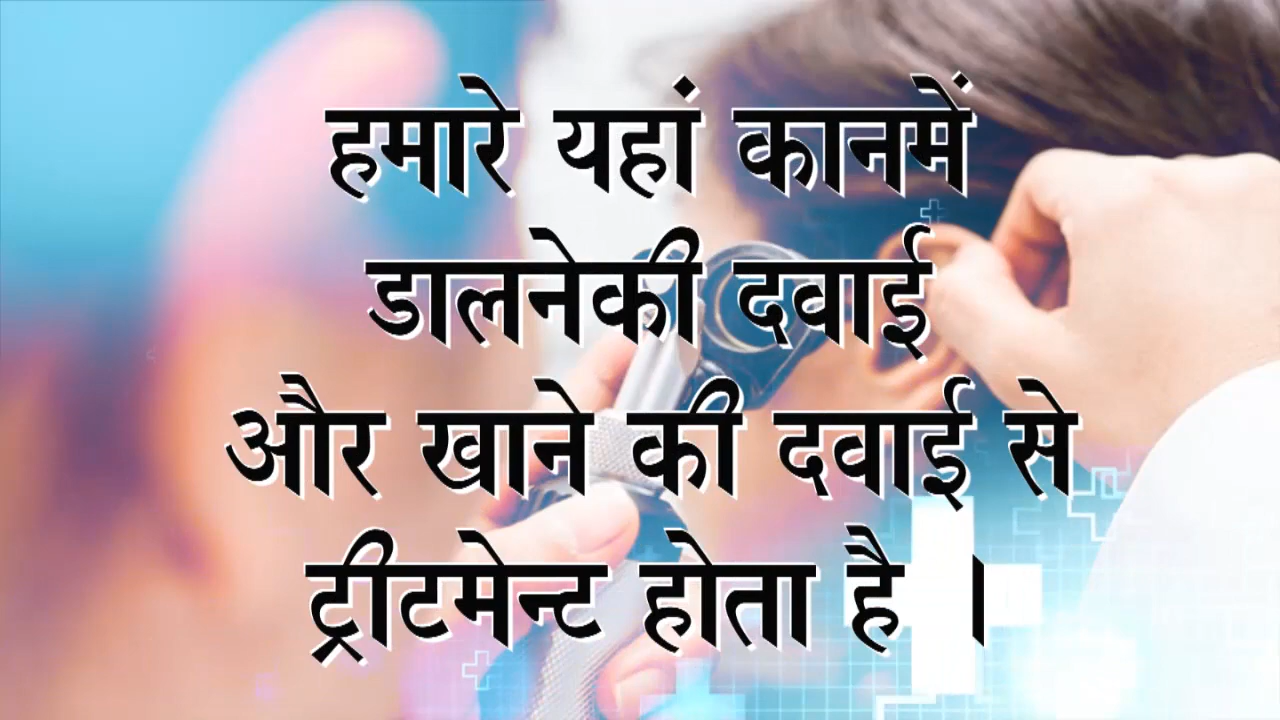 हमारे यहां कानमें
डालनेकी दवाई
और खाने की दवाई से
ट्रीटमेन्ट होता है ।